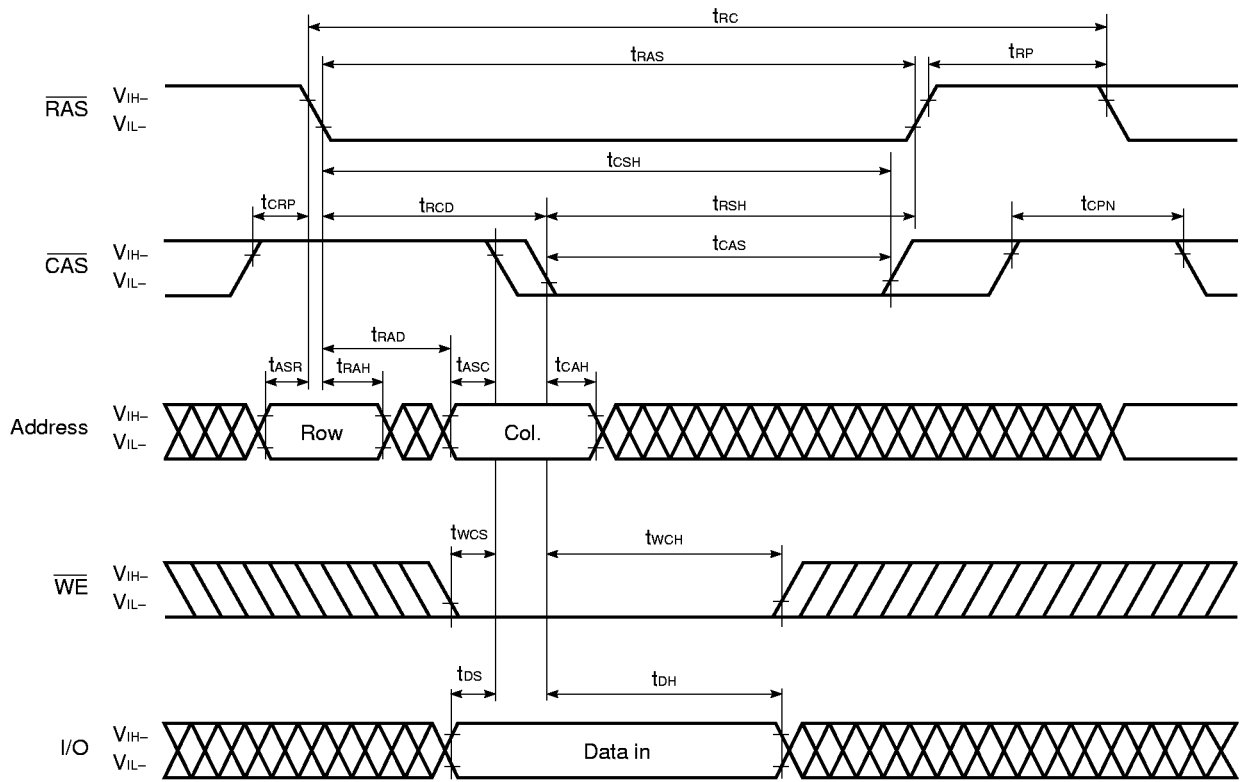 tRC
tRAS
tRP
RAS
VIH–
VIL–
tCSH
tCRP
tRCD
tRSH
tCPN
CAS
VIH–
VIL–
tCAS
tRAD
tASR
tRAH
tASC
tCAH
Address
VIH–
VIL–
Row
Col.
tWCS
tWCH
WE
VIH–
VIL–
tDS
tDH
I/O
VIH–
VIL–
Data in